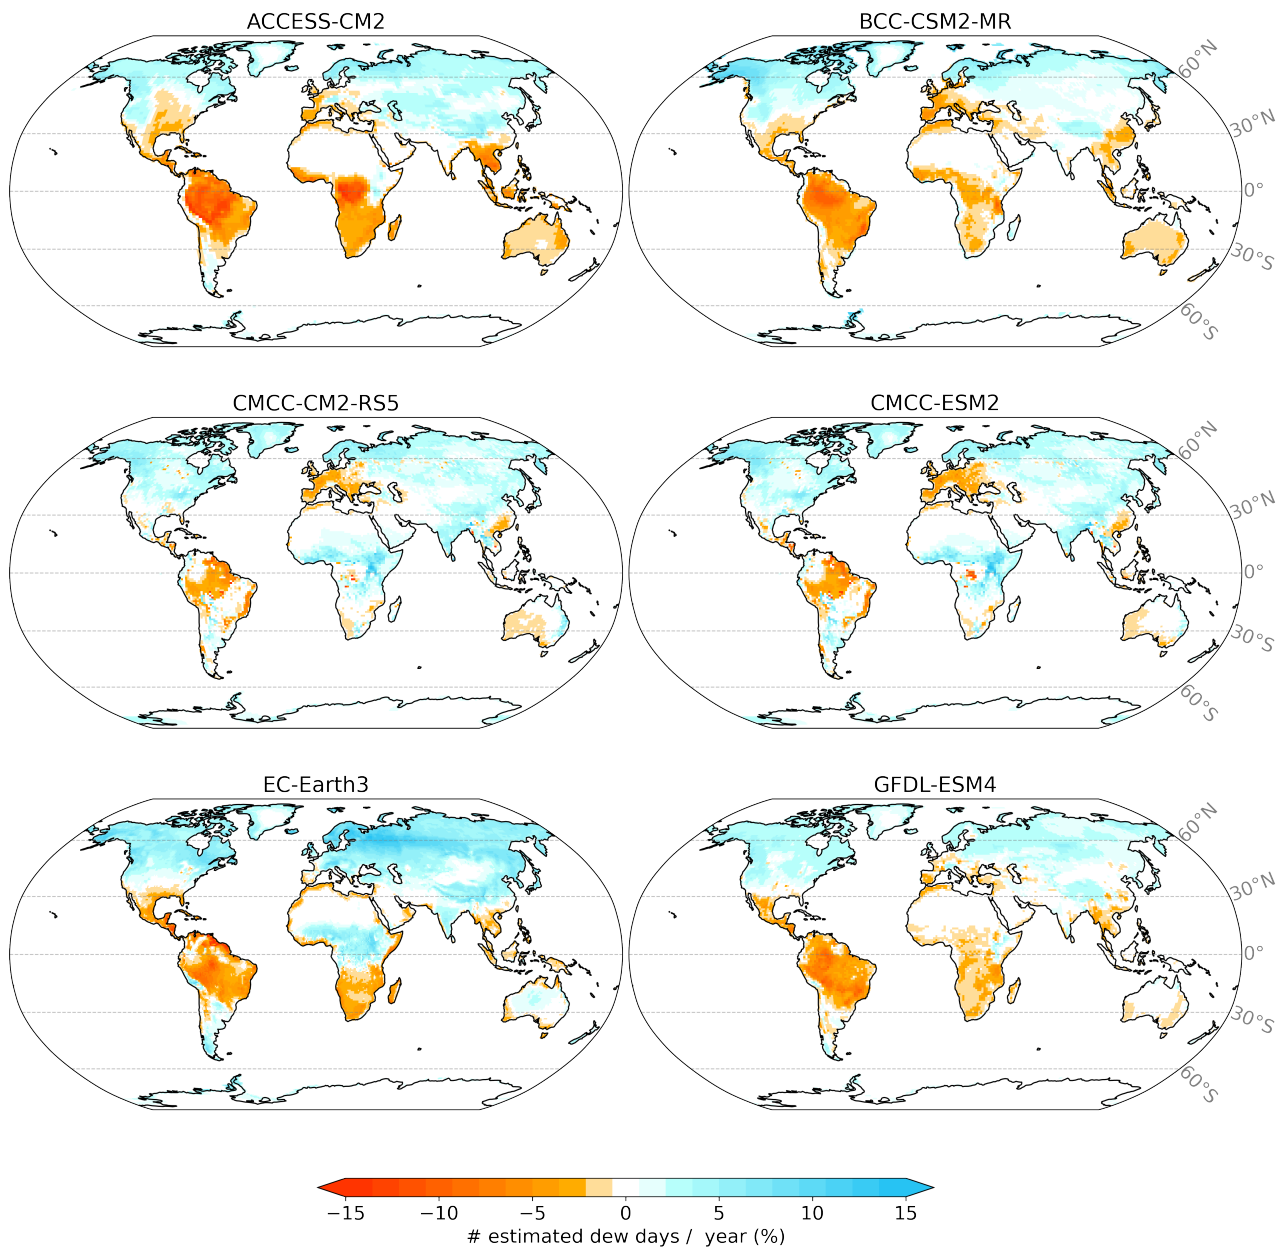 ACCESS-CM2
BCC-CSM2-MR
60°N
30°N
0°
30°S
60°S
CMCC-CM2-RS5
CMCC-ESM2
60°N
30°N
0°
30°S
60°S
EC-Earth3
GFDL-ESM4
60°N
30°N
0°
30°S
60°S
−15 −10 −5 0 5 10 15
# estimated dew days / year (%)